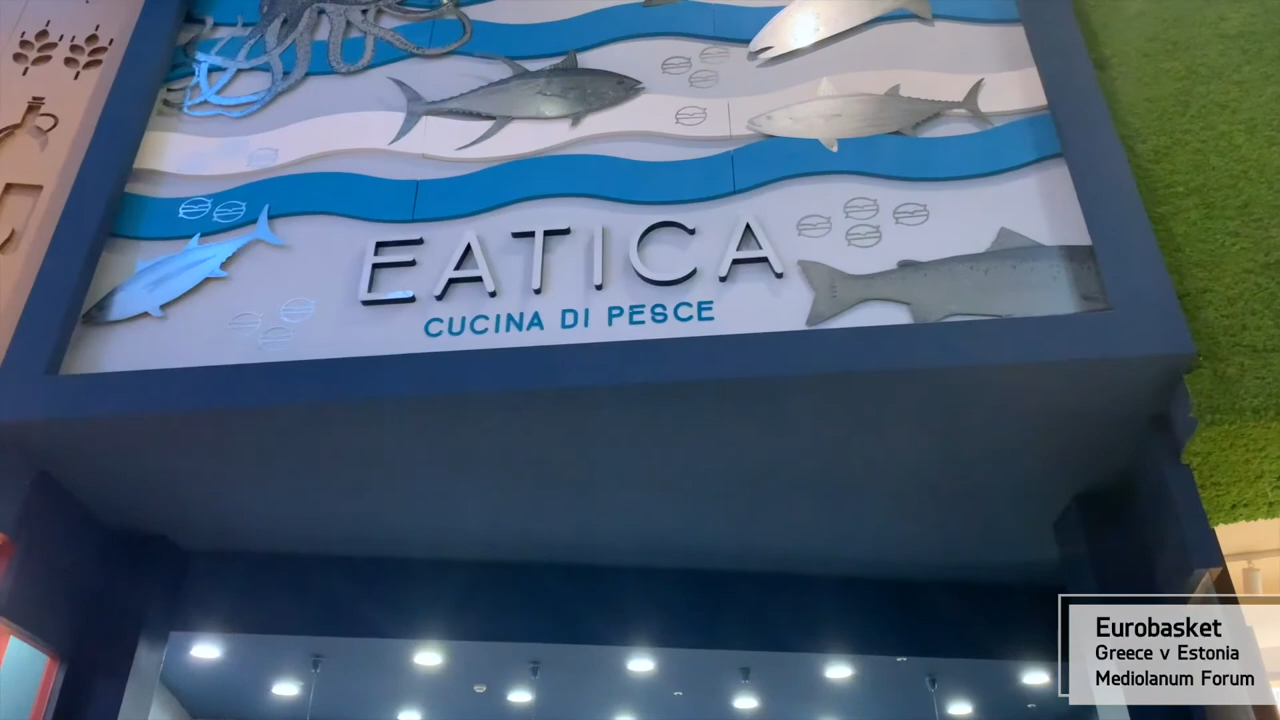 EATICA
CUCINA DI PESCE
Eurobasket
Greece v Estonia
Mediolanum Forum